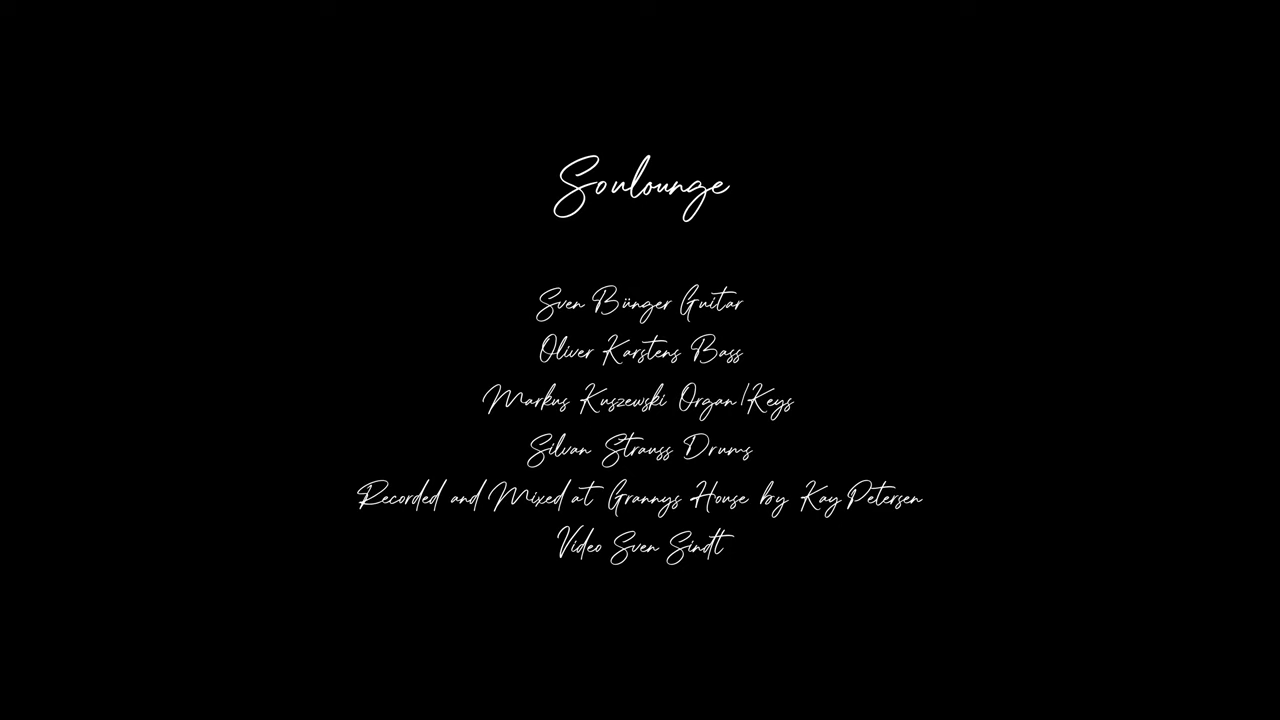 Soulounge
Sven Bünger Guitar
Oliver Karstens Bass
Markus Kuszewski Organ/Keys
Silvan Strauss Drums
Recorded and Mixed at Grannys House by Kay Petersen
Video Sven Sindt